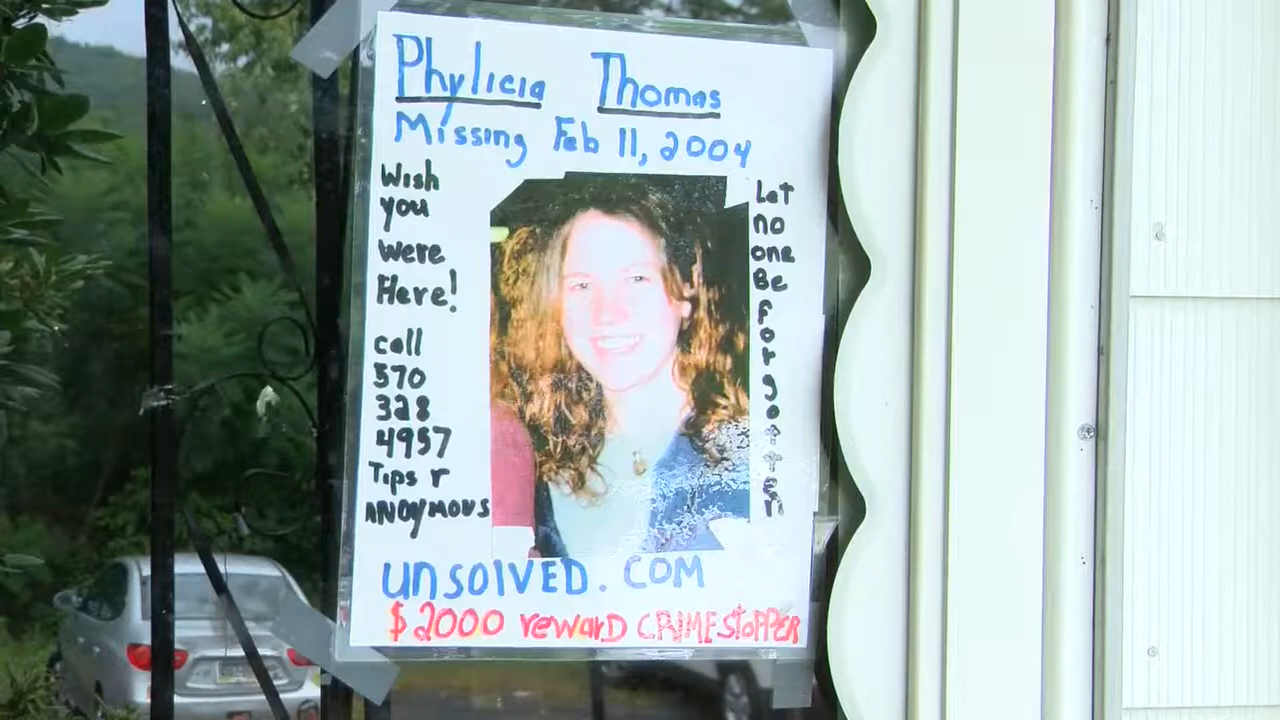 Phylicia Thomas
Missing Feb 11, 2004
Wish
you
Were
Here!
call
570
328
4957
Tips r
ANOYMOUS
Let
no
one
Be
Forgotten
UNSOLVED. COM
$2000 reward CRIMESTOPPER